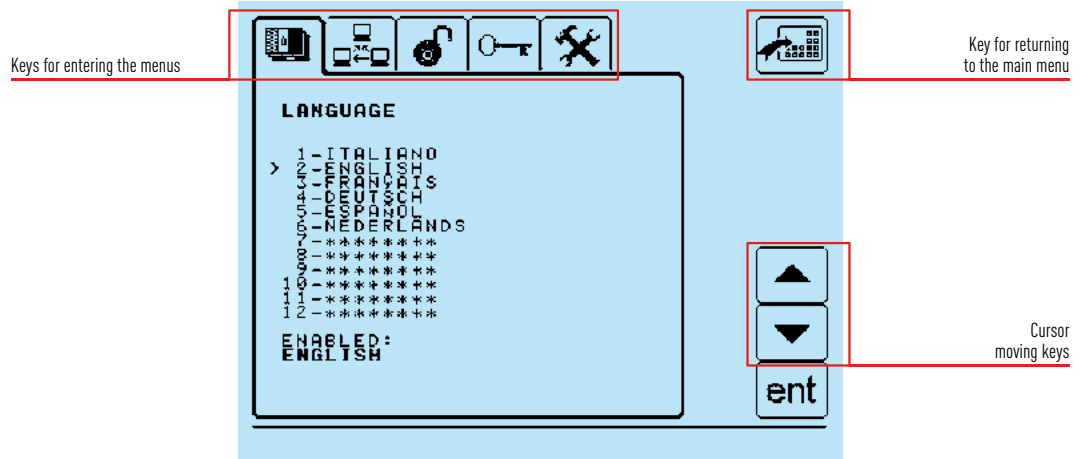 Keys for entering the menus
Key for returning
to the main menu
LANGUAGE
1-ITALIANO
> 2-ENGLISH
3-FRANÇAIS
4-DEUTSCH
5-ESPAÑOL
6-NEDERLANDS
7-********
8-********
9-********
10-********
11-********
12-********
ENABLED:
ENGLISH
Cursor
moving keys
ent